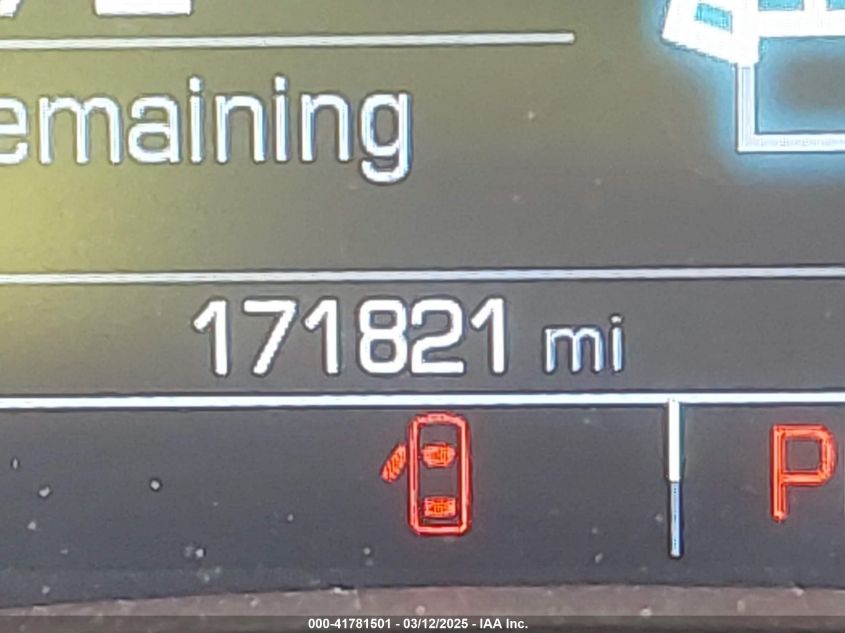 emaining
171821 mi
P
000-41781501 - 03/12/2025 - IAA Inc.